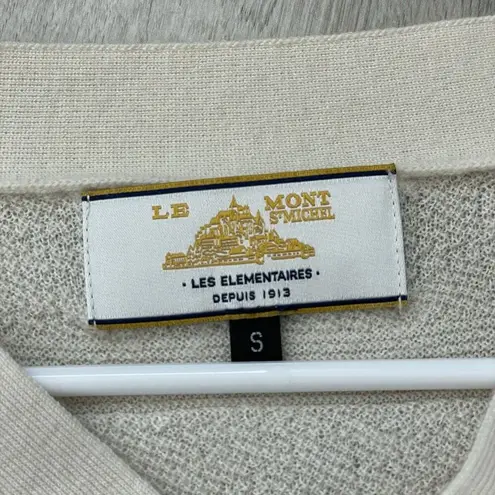 LE MONT
ST MICHEL
· LES ELEMENTAIRES ·
DEPUIS 1913
S